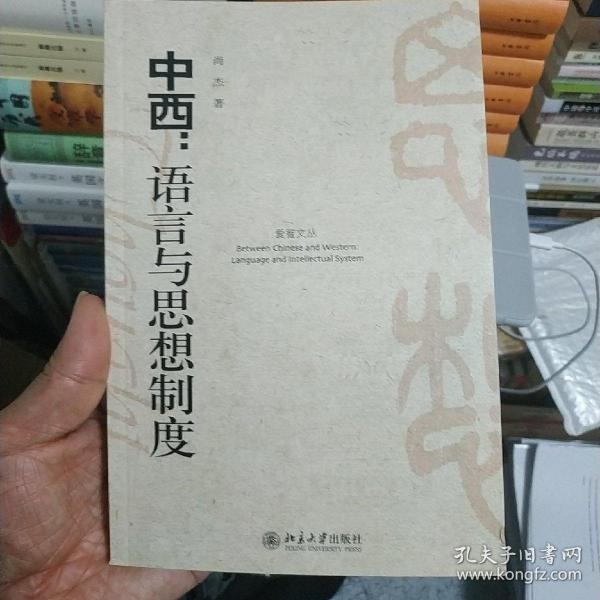 尚杰 著
中西：语言与思想制度
爱智文丛
Between Chinese and Western:
Language and Intellectual System
北京大学出版社
PEKING UNIVERSITY PRESS
孔夫子旧书网
www.kongfz.com